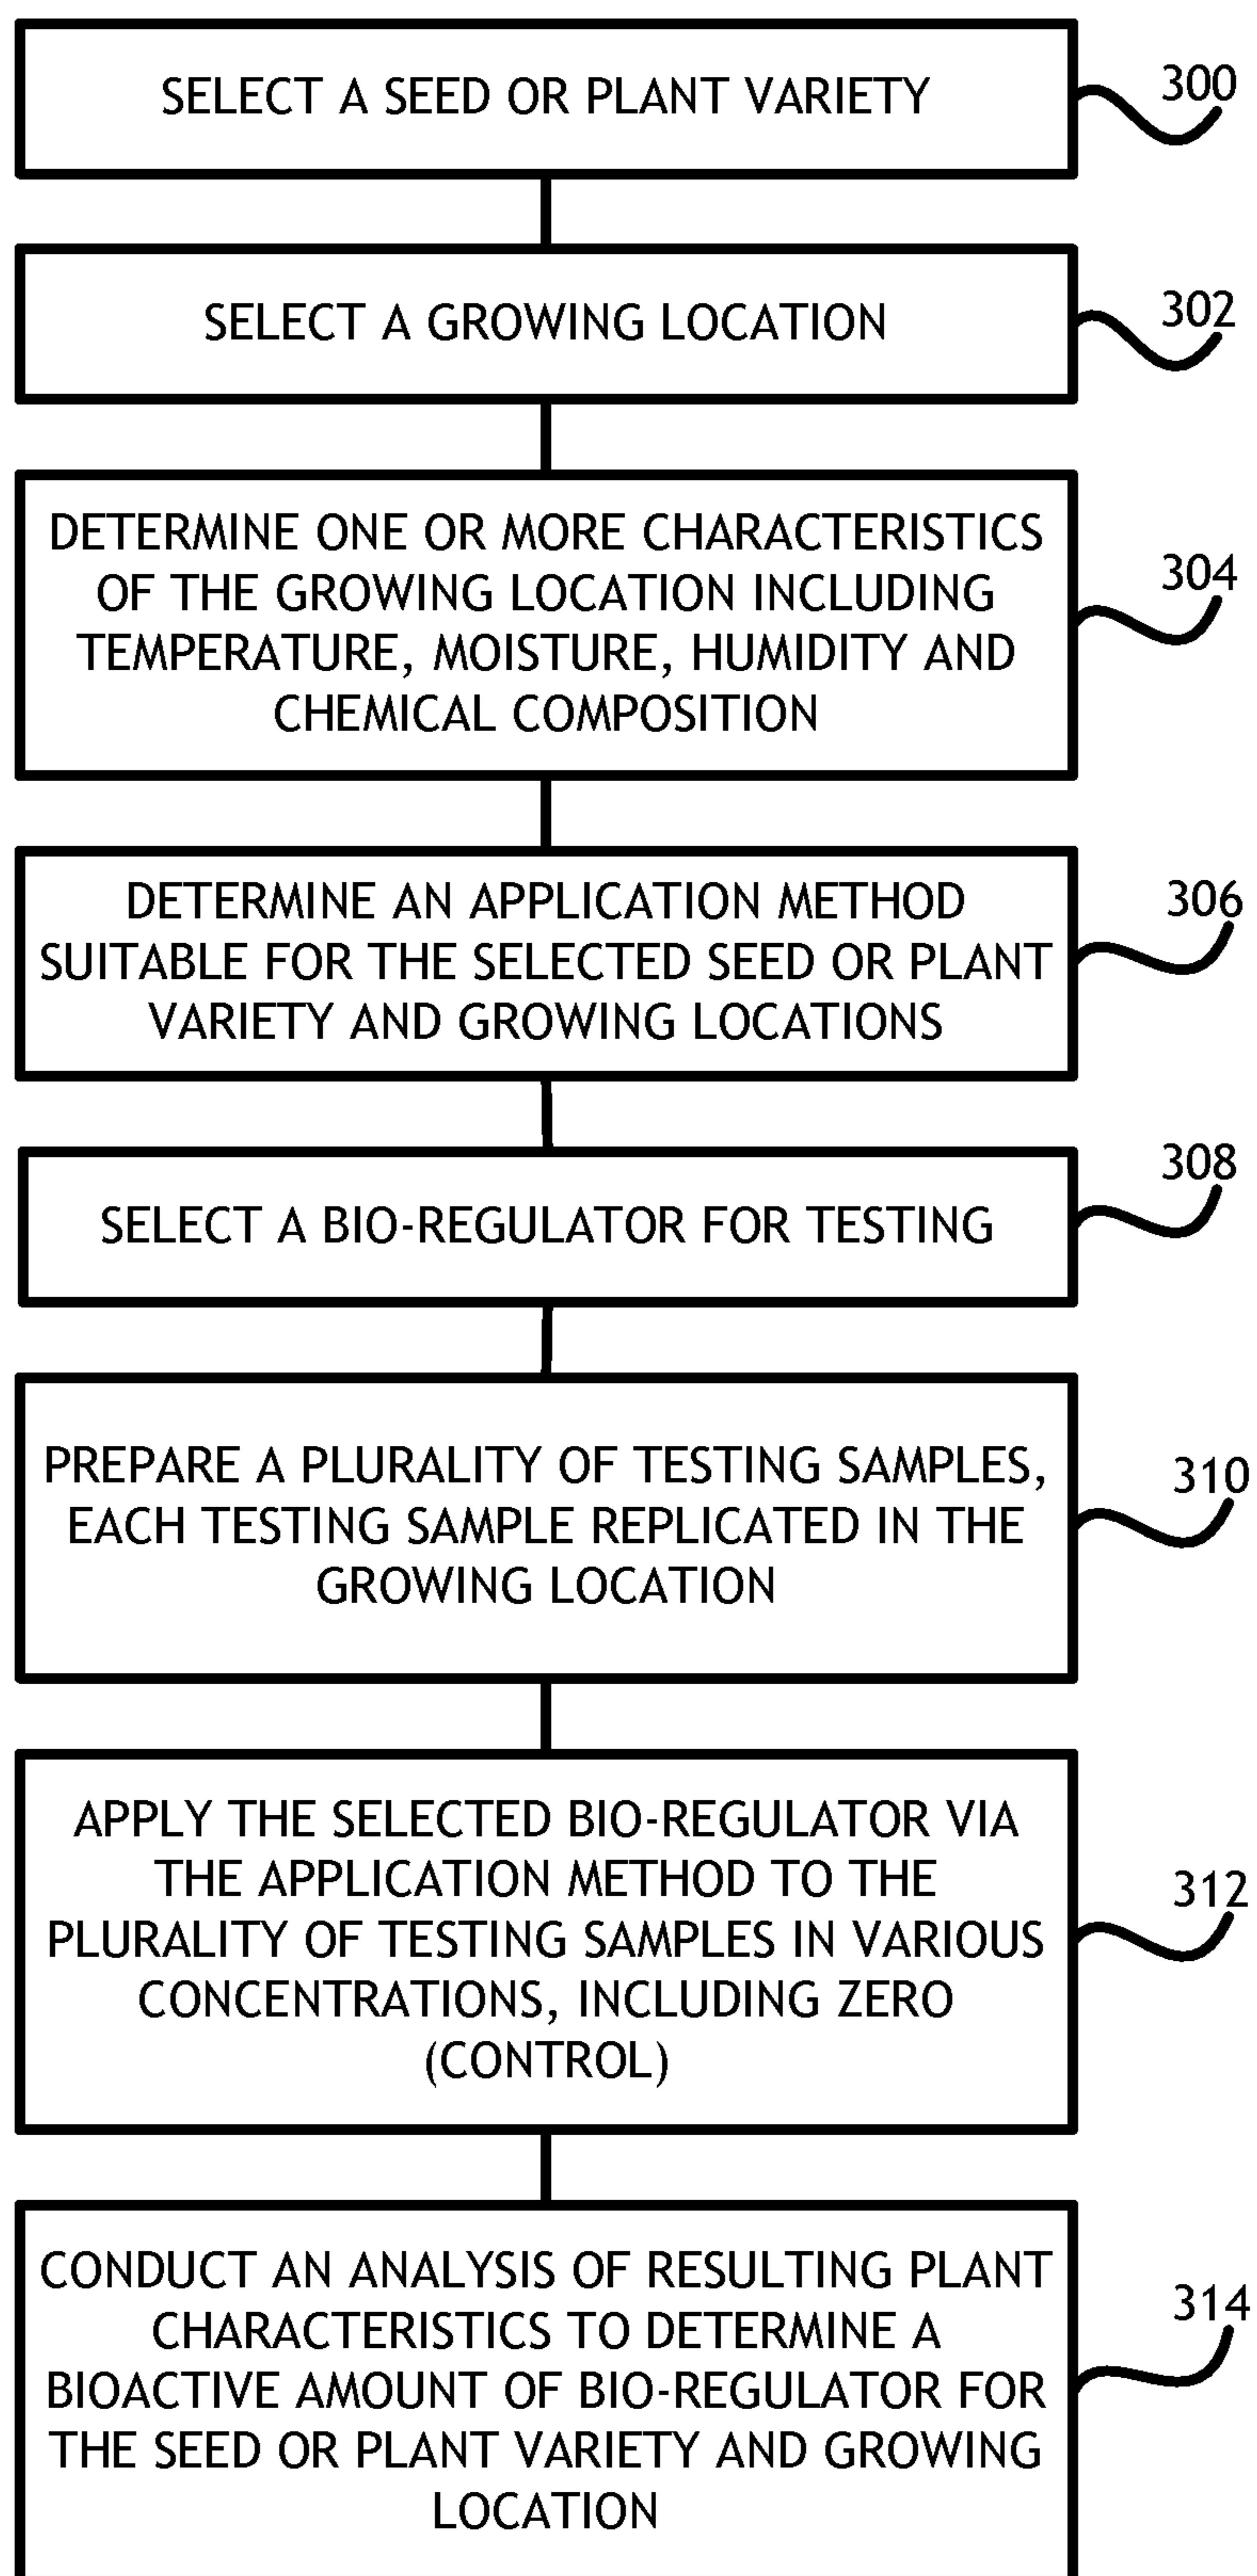 SELECT A SEED OR PLANT VARIETY
300
SELECT A GROWING LOCATION
302
DETERMINE ONE OR MORE CHARACTERISTICS
OF THE GROWING LOCATION INCLUDING
TEMPERATURE, MOISTURE, HUMIDITY AND
CHEMICAL COMPOSITION
304
DETERMINE AN APPLICATION METHOD
SUITABLE FOR THE SELECTED SEED OR PLANT
VARIETY AND GROWING LOCATIONS
306
SELECT A BIO-REGULATOR FOR TESTING
308
PREPARE A PLURALITY OF TESTING SAMPLES,
EACH TESTING SAMPLE REPLICATED IN THE
GROWING LOCATION
310
APPLY THE SELECTED BIO-REGULATOR VIA
THE APPLICATION METHOD TO THE
PLURALITY OF TESTING SAMPLES IN VARIOUS
CONCENTRATIONS, INCLUDING ZERO
(CONTROL)
312
CONDUCT AN ANALYSIS OF RESULTING PLANT
CHARACTERISTICS TO DETERMINE A
BIOACTIVE AMOUNT OF BIO-REGULATOR FOR
THE SEED OR PLANT VARIETY AND GROWING
LOCATION
314